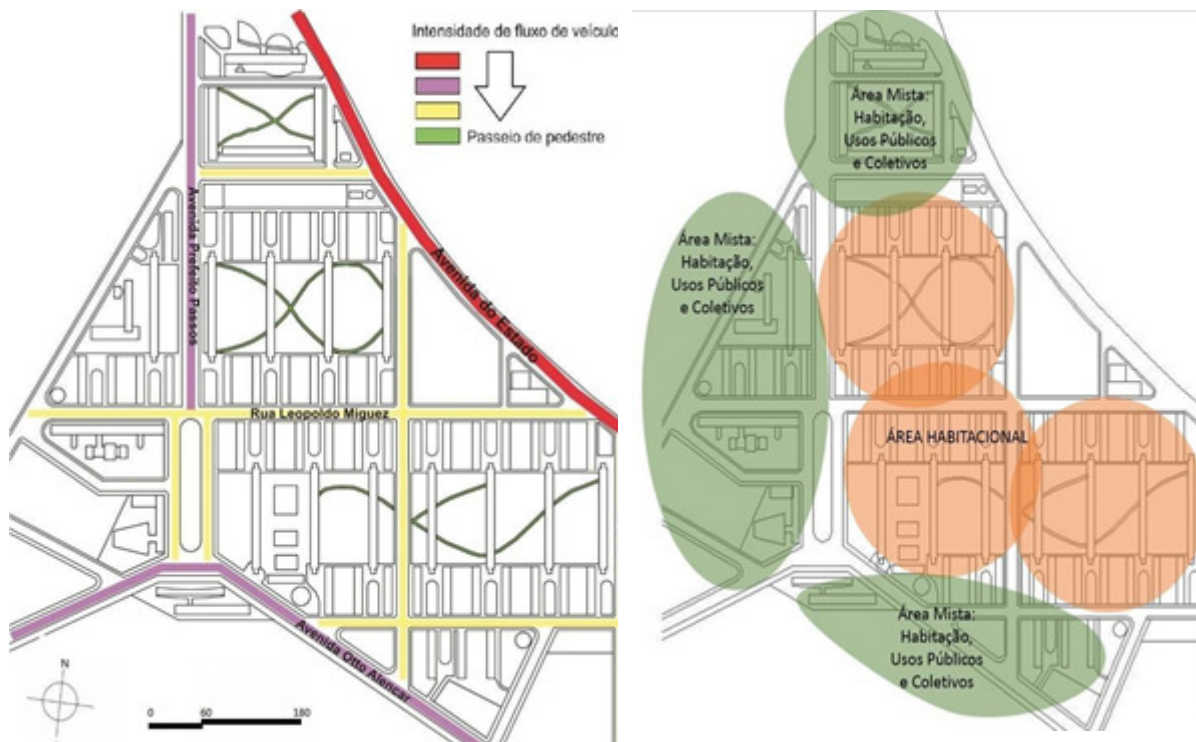 Intensidade de fluxo de veículo
Passeio de pedestre
Avenida Prefeito Passos
Avenida do Estado
Rua Leopoldo Miguez
Avenida Otto Alencar
N
0 60 180
Área Mista:
Habitação,
Usos Públicos
e Coletivos
Área Mista:
Habitação,
Usos Públicos
e Coletivos
ÁREA HABITACIONAL
Área Mista:
Habitação,
Usos Públicos
e Coletivos